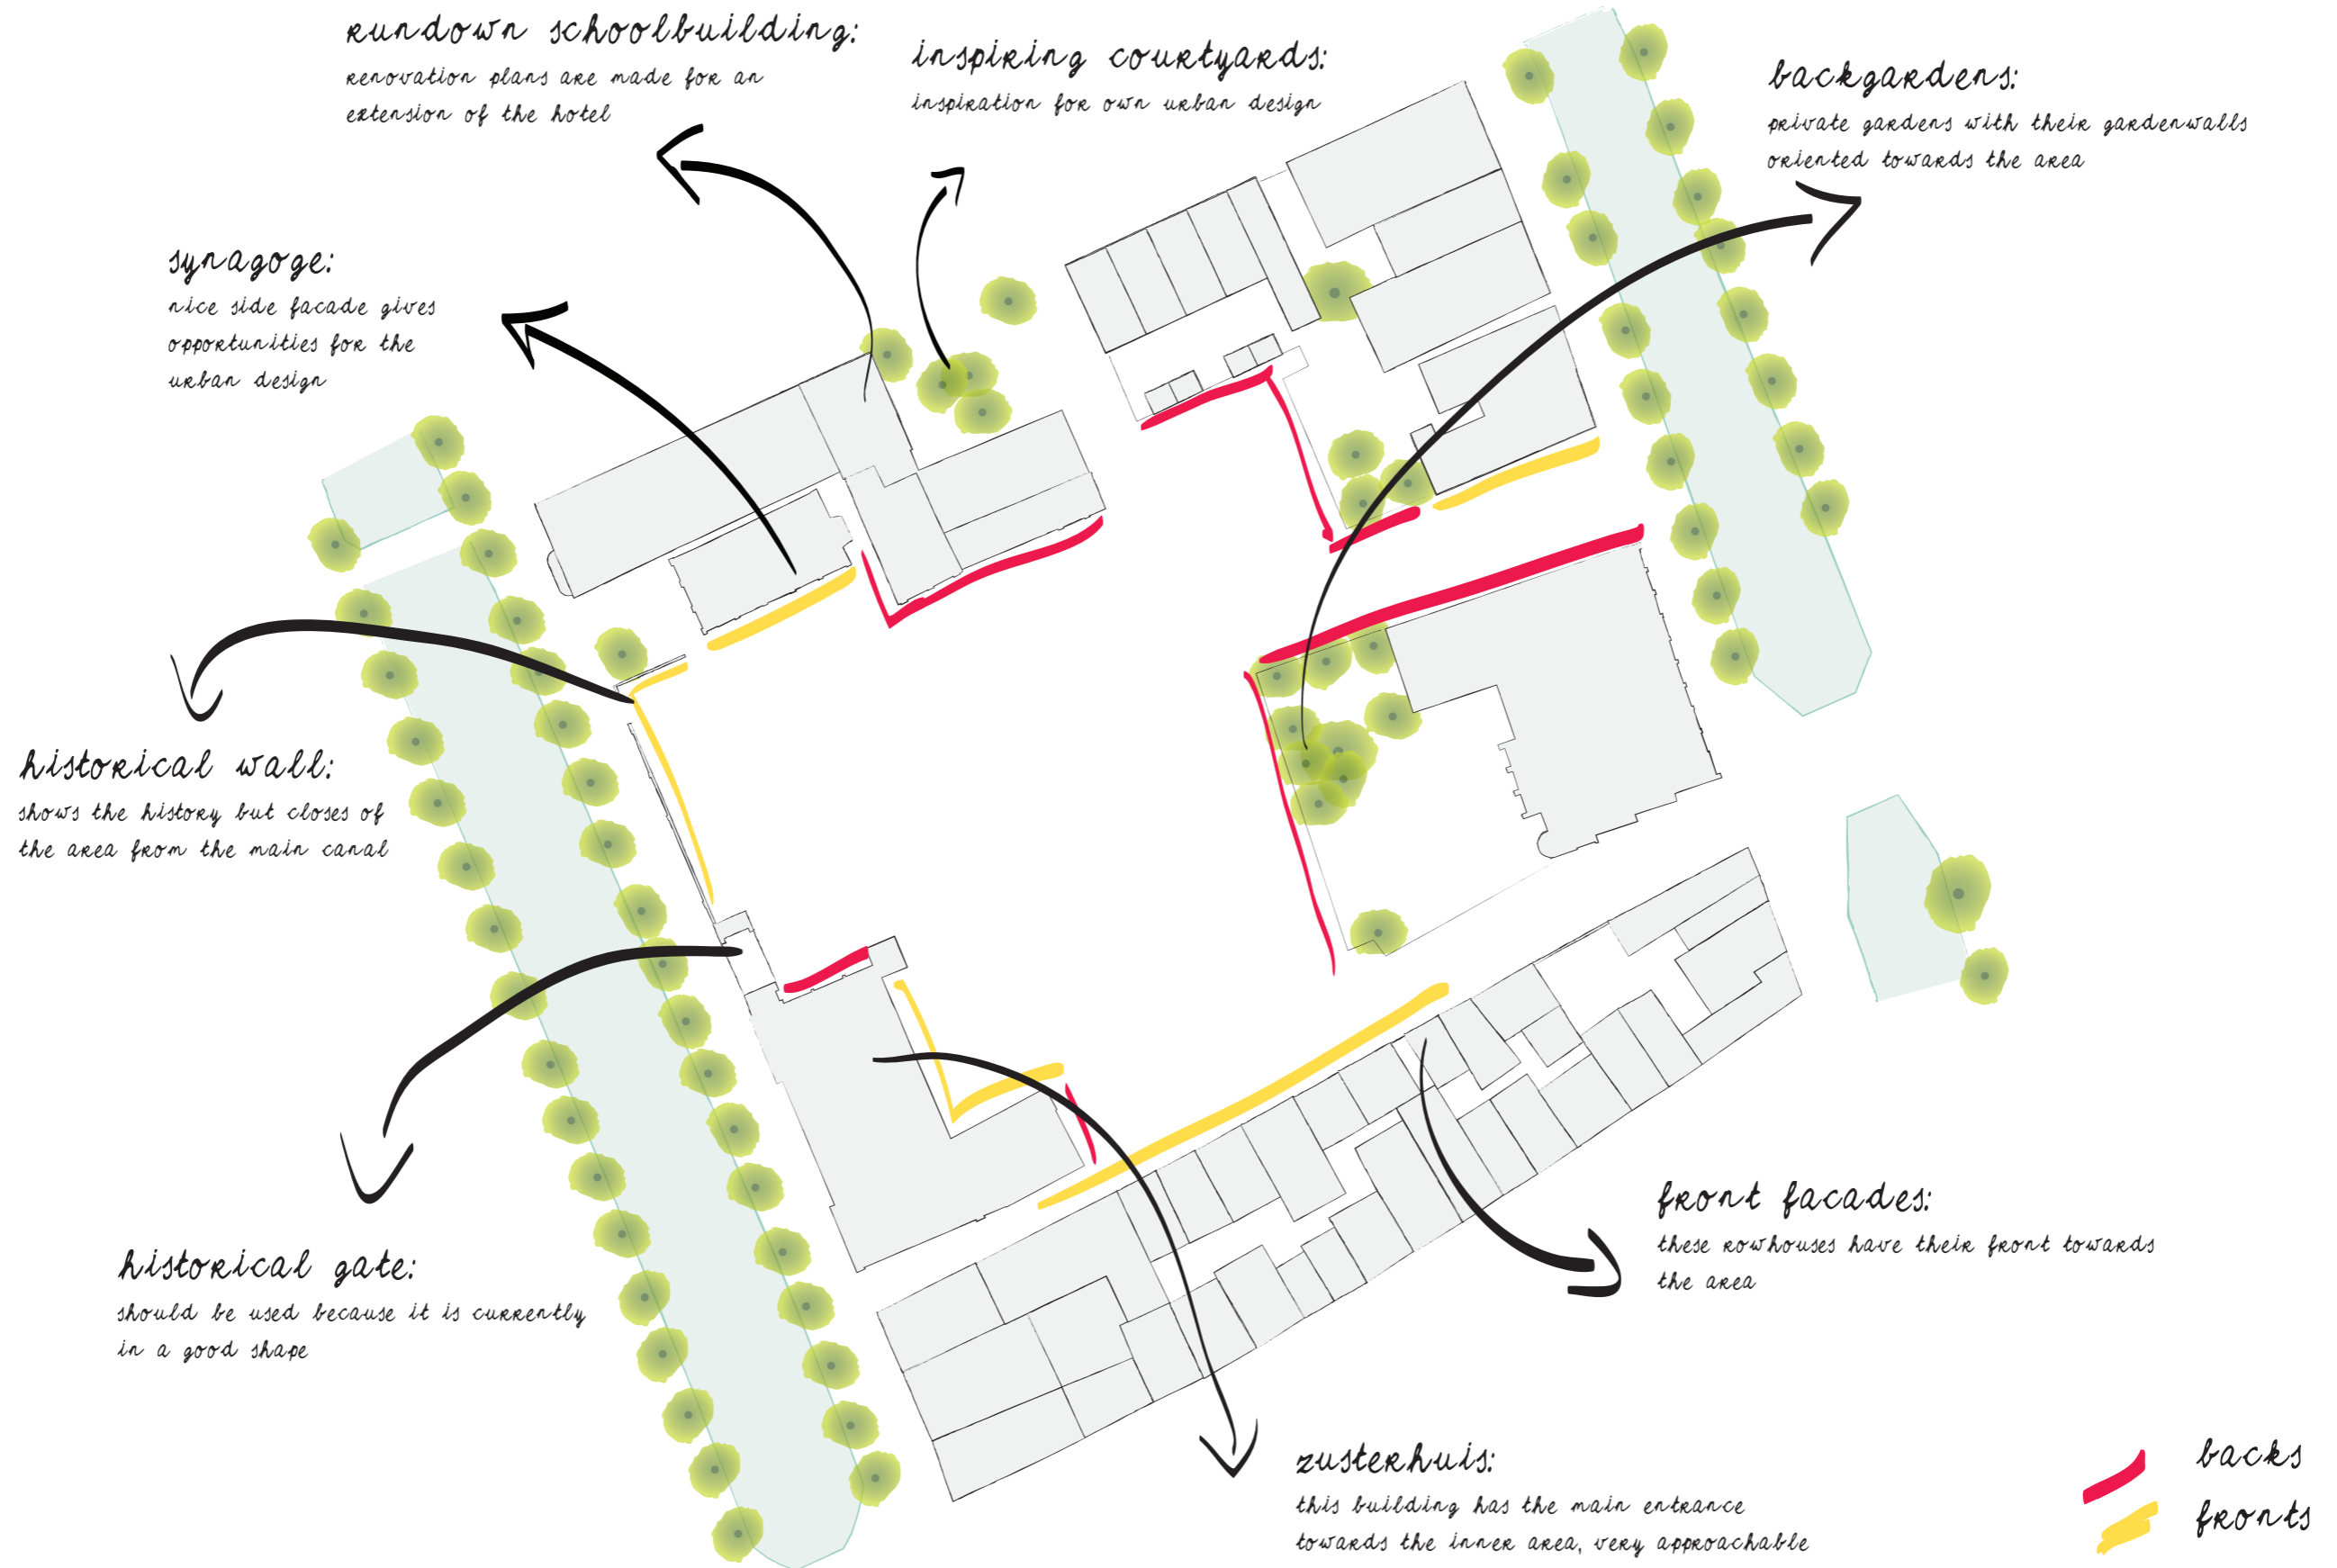 rundown schoolbuilding:
renovation plans are made for an
extension of the hotel
inspiring courtyards:
inspiration for own urban design
backgardens:
private gardens with their gardenwalls
oriented towards the area
synagoge:
nice side facade gives
opportunities for the
urban design
historical wall:
shows the history but closes of
the area from the main canal
historical gate:
should be used because it is currently
in a good shape
front facades:
these rowhouses have their front towards
the area
zusterhuis:
this building has the main entrance
towards the inner area, very approachable
backs
fronts